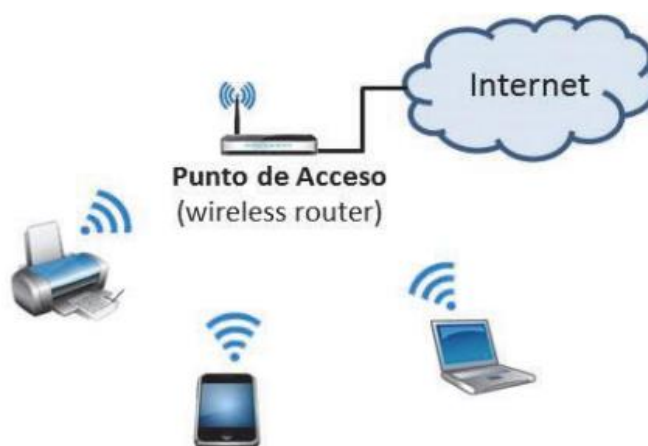 Internet
Punto de Acceso
(wireless router)